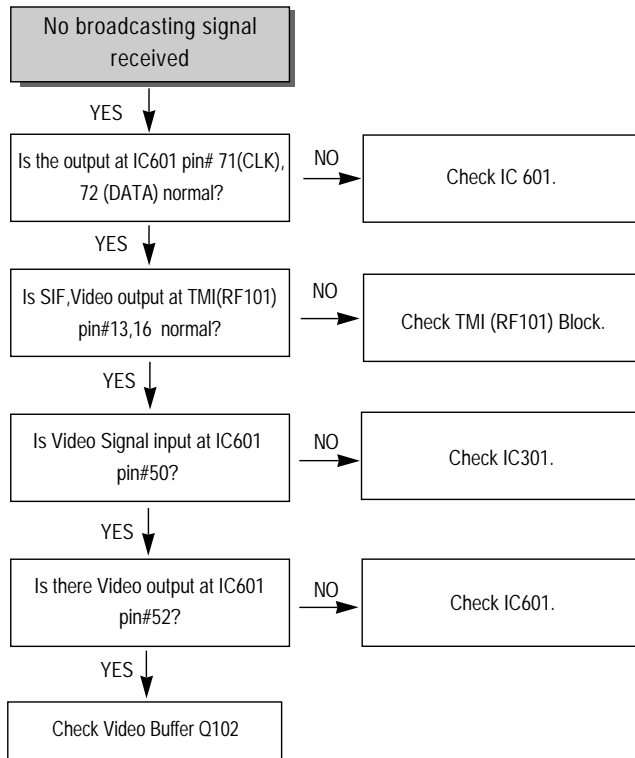 No broadcasting signal
received
YES
Is the output at IC601 pin# 71(CLK),
72 (DATA) normal?
NO
Check IC 601.
YES
Is SIF,Video output at TMI(RF101)
pin#13,16 normal?
NO
Check TMI (RF101) Block.
YES
Is Video Signal input at IC601
pin#50?
NO
Check IC301.
YES
Is there Video output at IC601
pin#52?
NO
Check IC601.
YES
Check Video Buffer Q102